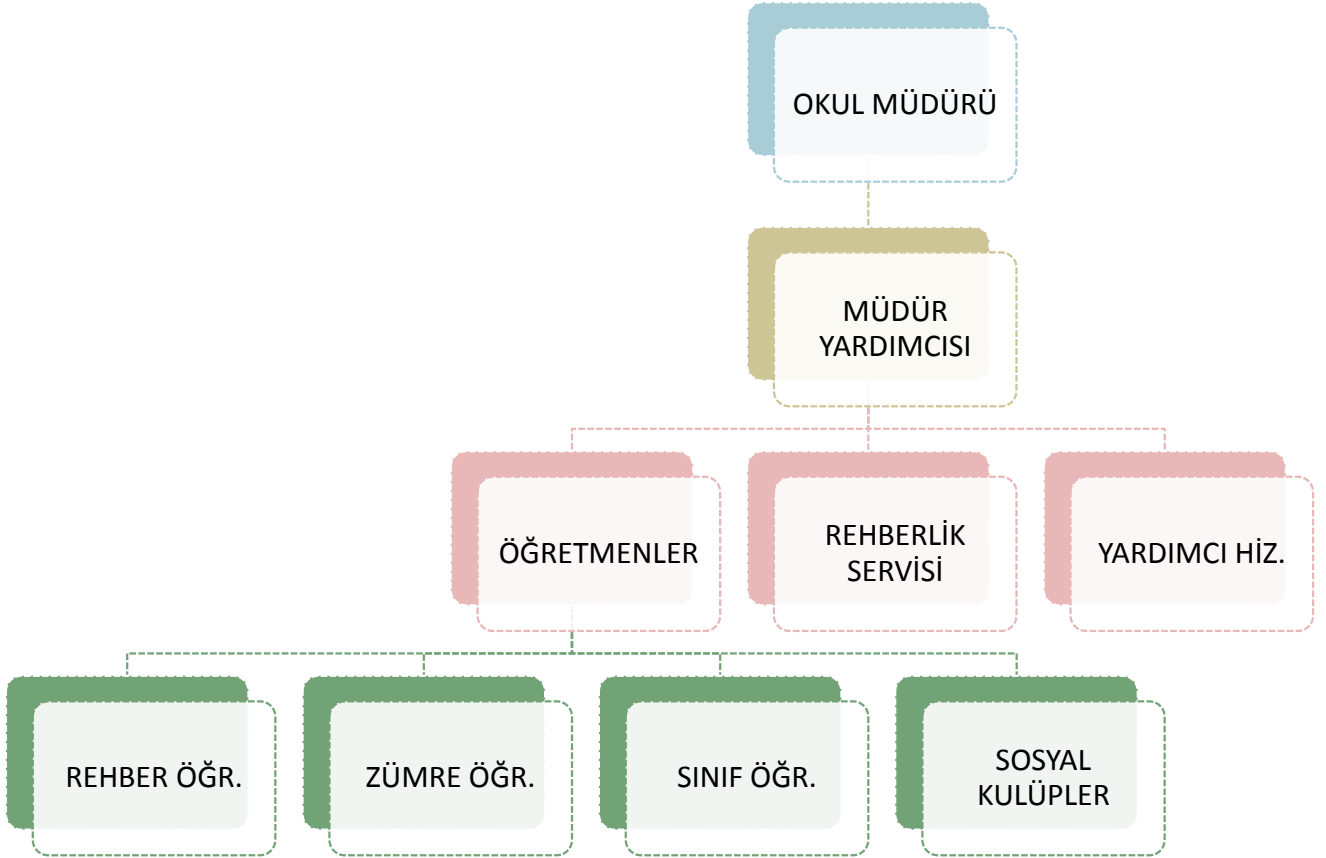 OKUL MÜDÜRÜ
MÜDÜR
YARDIMCISI
ÖĞRETMENLER
REHBERLİK
SERVİSİ
YARDIMCI HİZ.
REHBER ÖĞR.
ZÜMRE ÖĞR.
SINIF ÖĞR.
SOSYAL
KULÜPLER